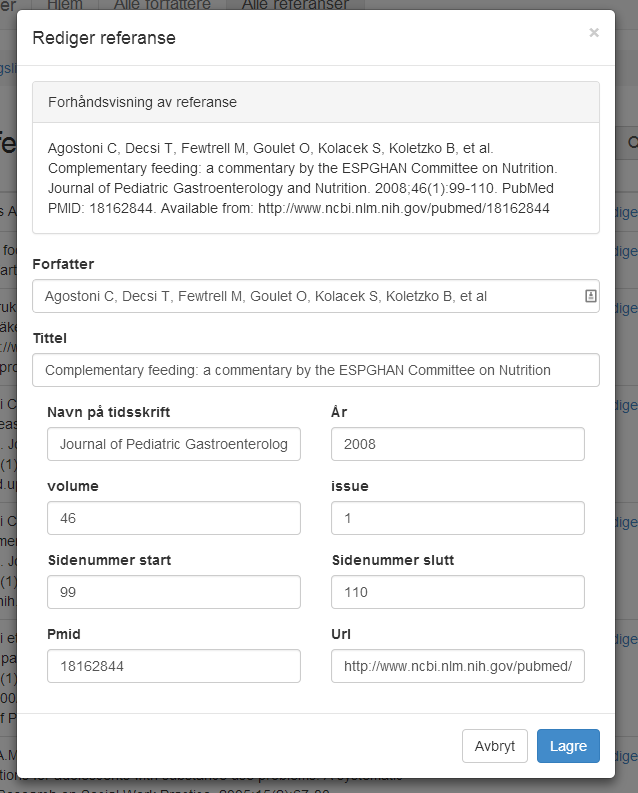 Hjem Alle forfattere Alle referanser
Rediger referanse ×
Forhåndsvisning av referanse
Agostoni C, Decsi T, Fewtrell M, Goulet O, Kolacek S, Koletzko B, et al.
Complementary feeding: a commentary by the ESPGHAN Committee on Nutrition.
Journal of Pediatric Gastroenterology and Nutrition. 2008;46(1):99-110. PubMed
PMID: 18162844. Available from: http://www.ncbi.nlm.nih.gov/pubmed/18162844
Forfatter
Agostoni C, Decsi T, Fewtrell M, Goulet O, Kolacek S, Koletzko B, et al
Tittel
Complementary feeding: a commentary by the ESPGHAN Committee on Nutrition
Navn på tidsskrift År
Journal of Pediatric Gastroenterolog 2008
volume issue
46 1
Sidenummer start Sidenummer slutt
99 110
Pmid Url
18162844 http://www.ncbi.nlm.nih.gov/pubmed/
Avbryt Lagre